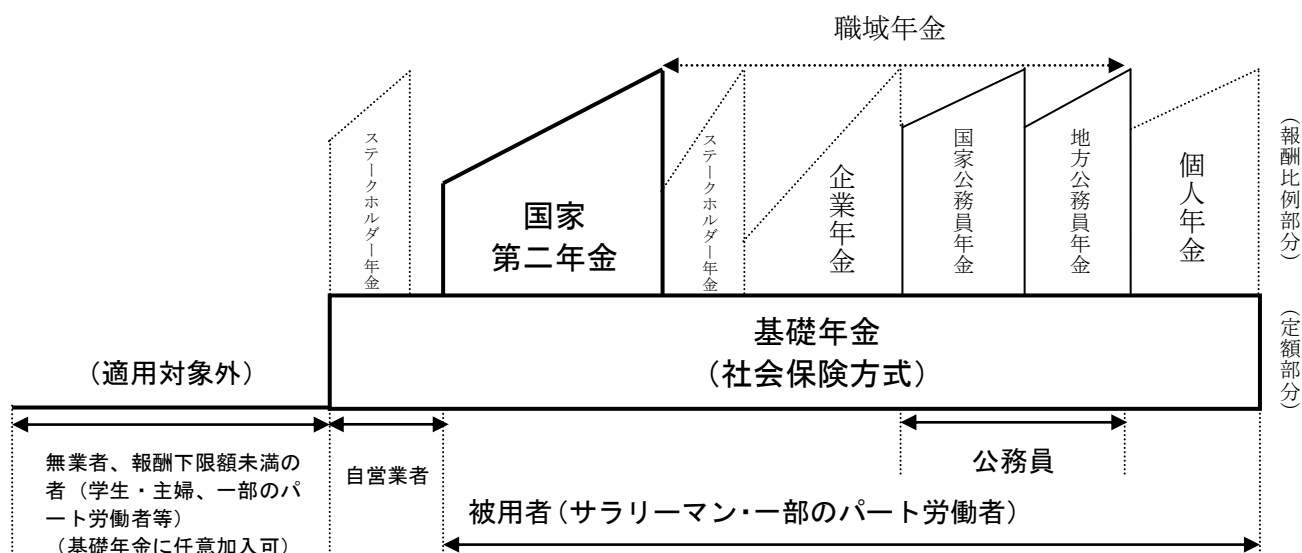 職域年金
ステークホルダー年金
国家
第二年金
ステークホルダー年金
企業年金
国家公務員年金
地方公務員年金
個人年金
（報酬比例部分）
基礎年金
（社会保険方式）
（定額部分）
（適用対象外）
無業者、報酬下限額未満の
者（学生・主婦、一部のパ
ート労働者等）
（基礎年金に任意加入可）
自営業者
公務員
被用者（サラリーマン・一部のパート労働者）